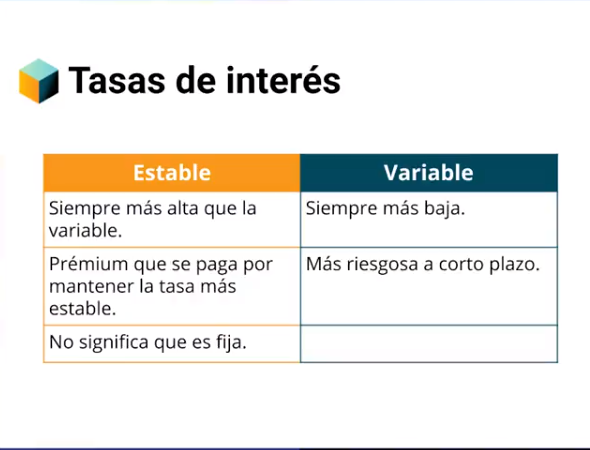 Tasas de interés
Estable
Variable
Siempre más alta que la
variable.
Siempre más baja.
Prémium que se paga por
mantener la tasa más
estable.
Más riesgosa a corto plazo.
No significa que es fija.